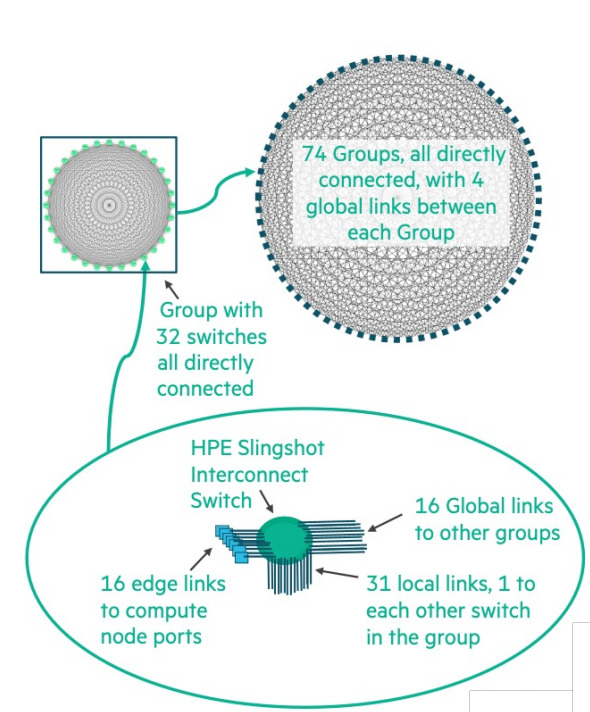 74 Groups, all directly
connected, with 4
global links between
each Group
Group with
32 switches
all directly
connected
HPE Slingshot
Interconnect
Switch
16 Global links
to other groups
16 edge links
to compute
node ports
31 local links, 1 to
each other switch
in the group